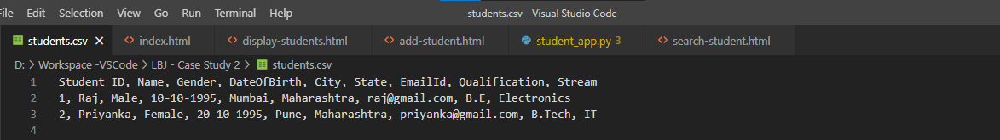 File Edit Selection View Go Run Terminal Help students.csv - Visual Studio Code
students.csv index.html display-students.html add-student.html student_app.py 3 search-student.html
D: > Workspace -VSCode > LBJ - Case Study 2 > students.csv
1 Student ID, Name, Gender, DateOfBirth, City, State, EmailId, Qualification, Stream
2 1, Raj, Male, 10-10-1995, Mumbai, Maharashtra, raj@gmail.com, B.E, Electronics
3 2, Priyanka, Female, 20-10-1995, Pune, Maharashtra, priyanka@gmail.com, B.Tech, IT
4